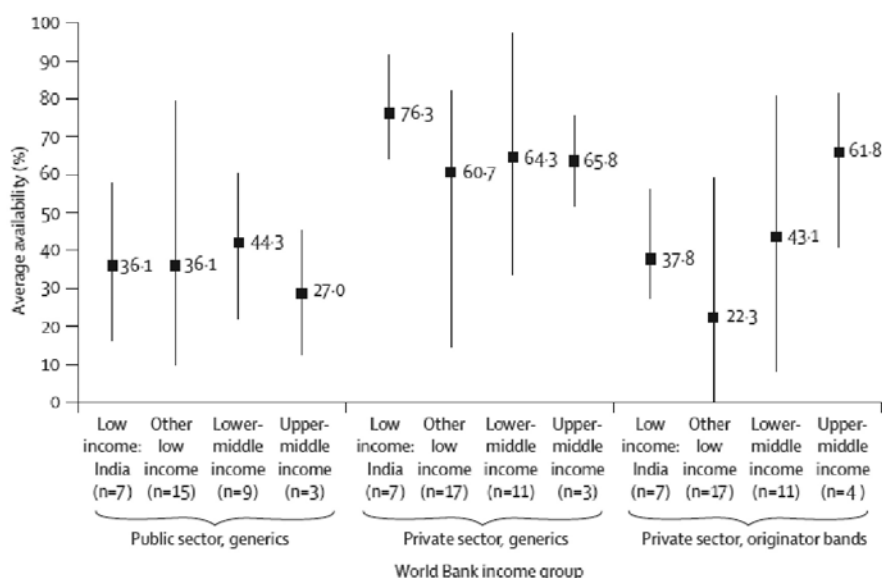 Average availability (%)
100
90
80
70
60
50
40
30
20
10
0
36·1
36·1
44·3
27·0
76·3
60·7
64·3
65·8
37·8
22·3
43·1
61·8
Low income: India (n=7)
Other low income (n=15)
Lower-middle income (n=9)
Upper-middle income (n=3)
Low income: India (n=7)
Other low income (n=17)
Lower-middle income (n=11)
Upper-middle income (n=3)
Low income: India (n=7)
Other low income (n=17)
Lower-middle income (n=11)
Upper-middle income (n=4)
Public sector, generics
Private sector, generics
Private sector, originator bands
World Bank income group